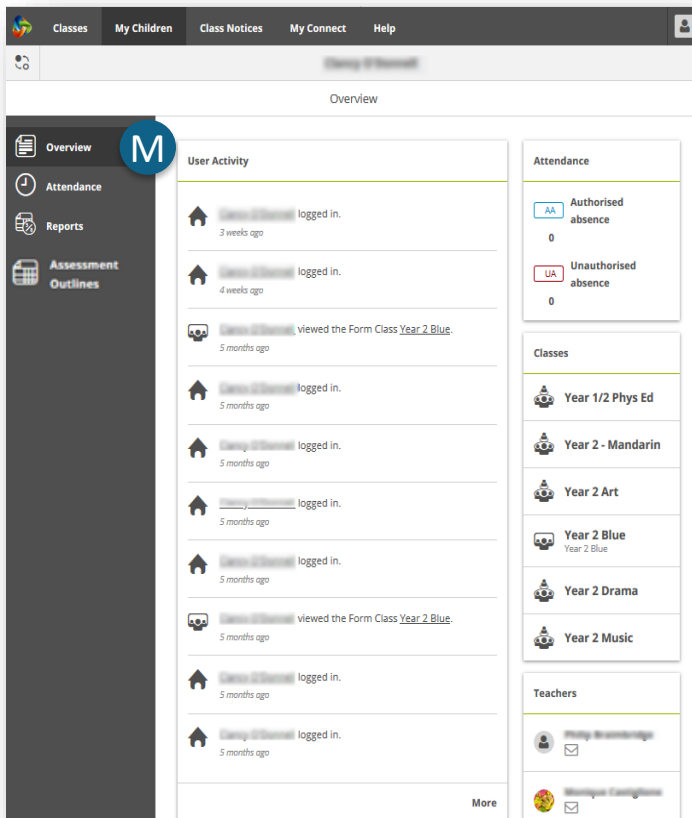 Classes My Children Class Notices My Connect Help
Overview
Overview
M
Attendance
Reports
Assessment
Outlines
User Activity
logged in.
3 weeks ago
logged in.
4 weeks ago
viewed the Form Class Year 2 Blue.
5 months ago
logged in.
5 months ago
logged in.
5 months ago
logged in.
5 months ago
logged in.
5 months ago
viewed the Form Class Year 2 Blue.
5 months ago
logged in.
5 months ago
logged in.
5 months ago
More
Attendance
AA
Authorised
absence
0
UA
Unauthorised
absence
0
Classes
Year 1/2 Phys Ed
Year 2 - Mandarin
Year 2 Art
Year 2 Blue
Year 2 Blue
Year 2 Drama
Year 2 Music
Teachers